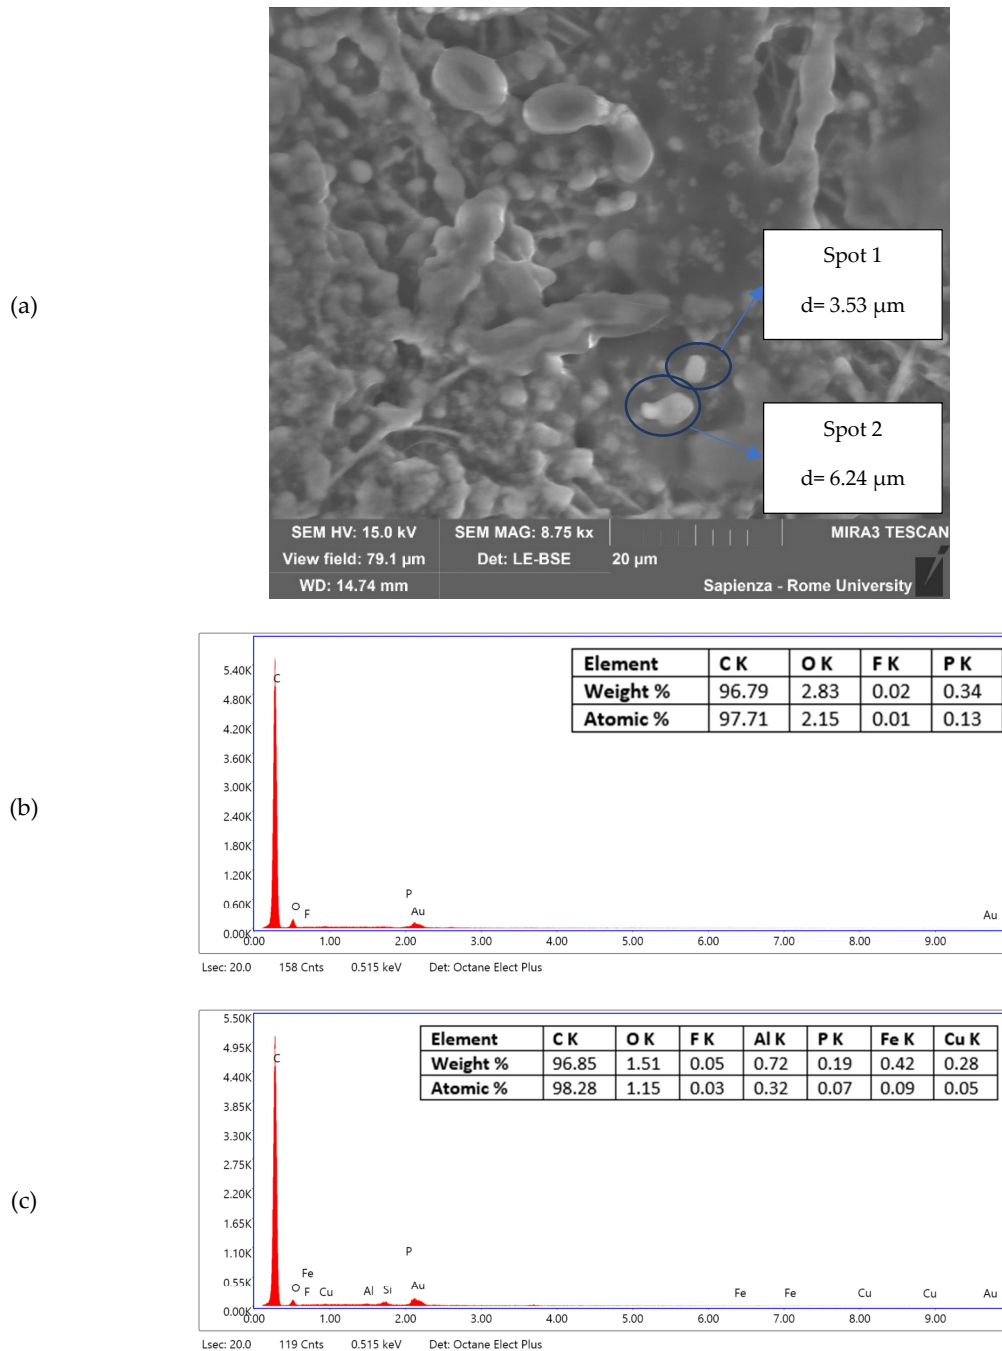 (a)
Spot 1
d= 3.53 µm
Spot 2
d= 6.24 µm
SEM HV: 15.0 kV
SEM MAG: 8.75 kx
MIRA3 TESCAN
View field: 79.1 µm
Det: LE-BSE
20 µm
WD: 14.74 mm
Sapienza - Rome University
(b)
Element C K O K F K P K
Weight % 96.79 2.83 0.02 0.34
Atomic % 97.71 2.15 0.01 0.13
5.40K
4.80K
4.20K
3.60K
3.00K
2.40K
1.80K
1.20K
0.60K
0.00K
C
O
F
P
Au
Au
0.00 1.00 2.00 3.00 4.00 5.00 6.00 7.00 8.00 9.00
Lsec: 20.0 158 Cnts 0.515 keV Det: Octane Elect Plus
(c)
Element C K O K F K Al K P K Fe K Cu K
Weight % 96.85 1.51 0.05 0.72 0.19 0.42 0.28
Atomic % 98.28 1.15 0.03 0.32 0.07 0.09 0.05
5.50K
4.95K
4.40K
3.85K
3.30K
2.75K
2.20K
1.65K
1.10K
0.55K
0.00K
C
O
Fe
F
Cu
Al
Si
P
Au
Fe
Fe
Cu
Cu
Au
0.00 1.00 2.00 3.00 4.00 5.00 6.00 7.00 8.00 9.00
Lsec: 20.0 119 Cnts 0.515 keV Det: Octane Elect Plus